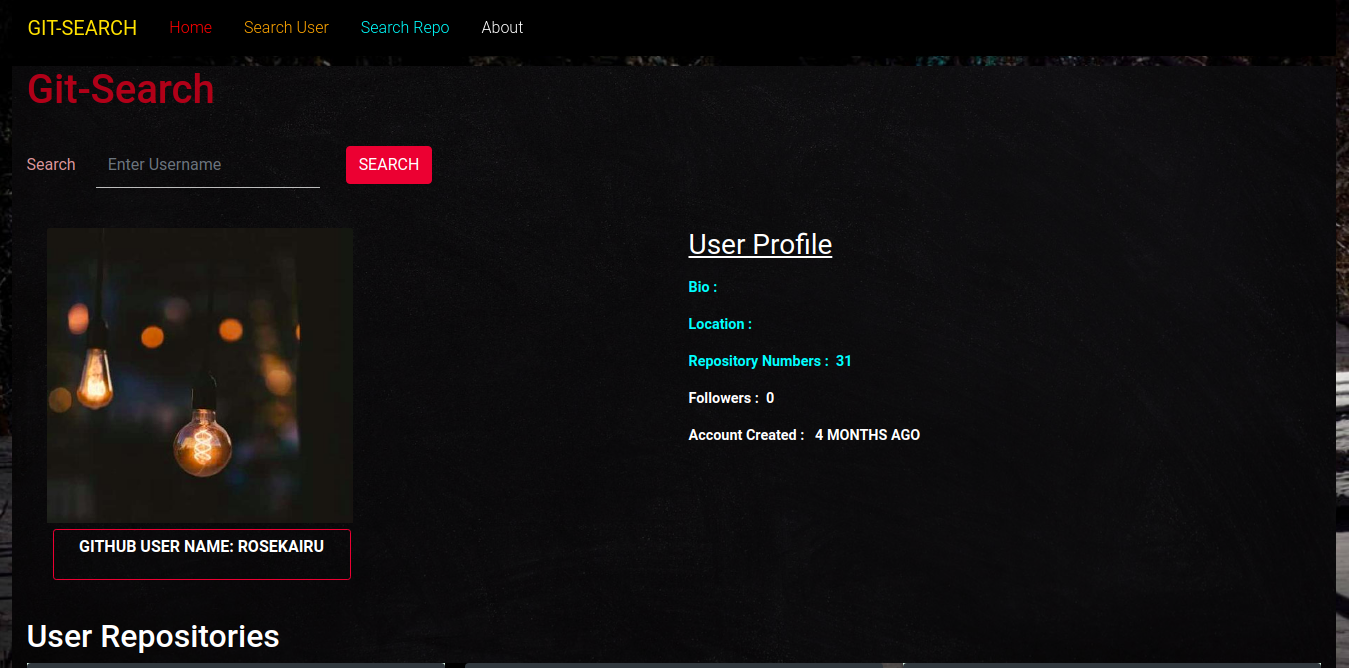 GIT-SEARCH Home Search User Search Repo About
Git-Search
Search Enter Username SEARCH
User Profile
Bio :
Location :
Repository Numbers : 31
Followers : 0
Account Created : 4 MONTHS AGO
GITHUB USER NAME: ROSEKAIRU
User Repositories